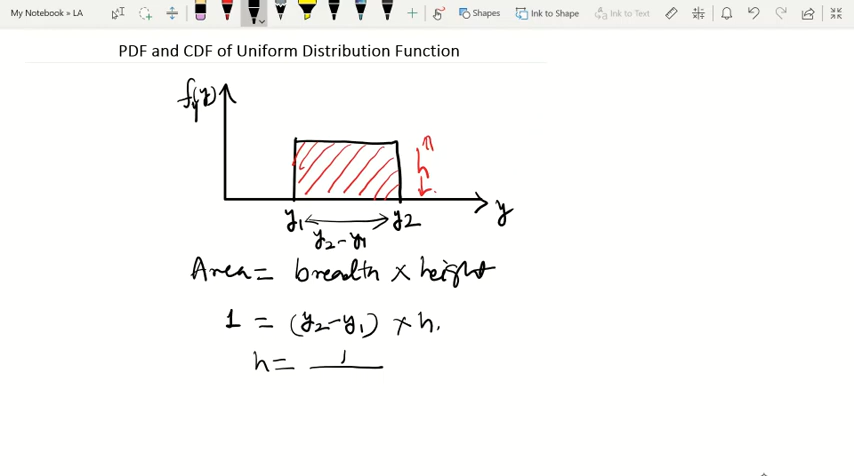 My Notebook » LA
Shapes
Ink to Shape
Ink to Text
PDF and CDF of Uniform Distribution Function
fy(y)
h
y1
y2
y
y2-y1
Area = breadth × height
1 = (y2-y1) × h.
h = 1